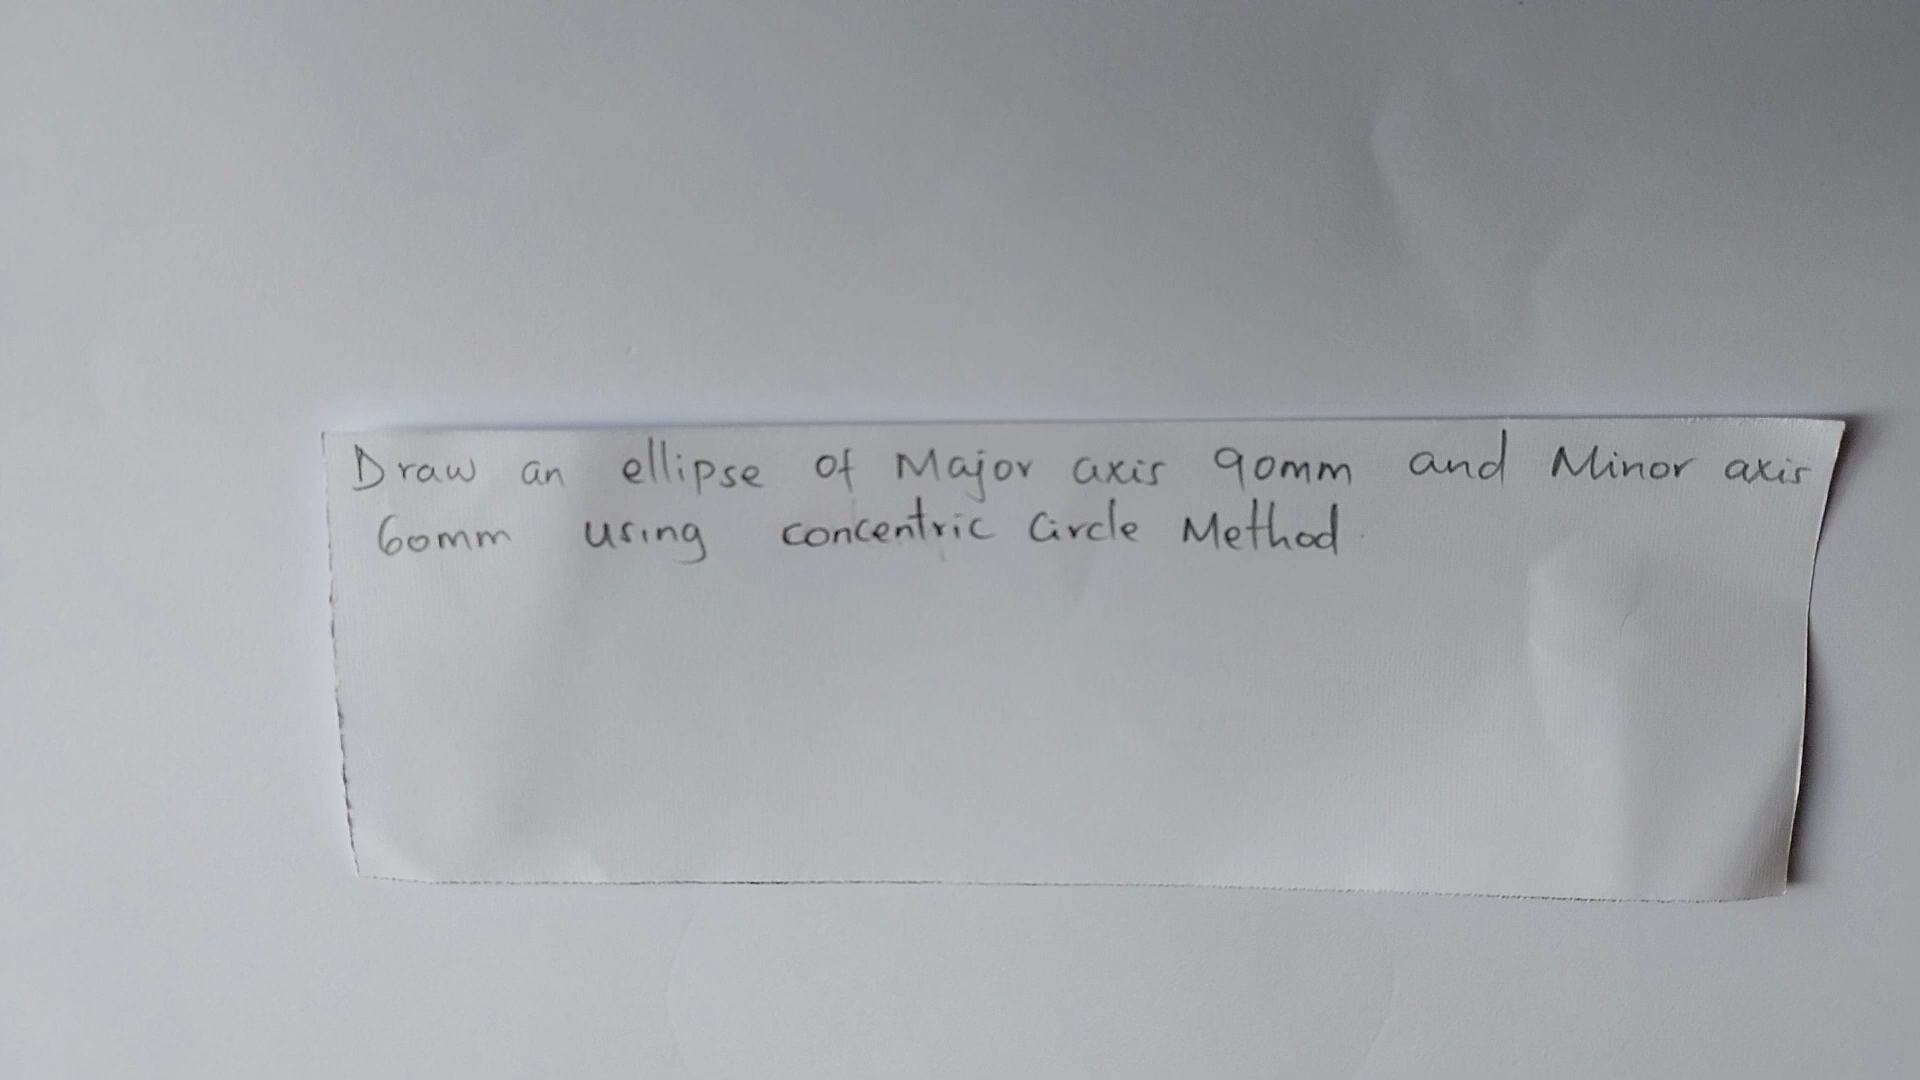 Draw an ellipse of Major axis 90mm and Minor axis
60mm using concentric Circle Method.